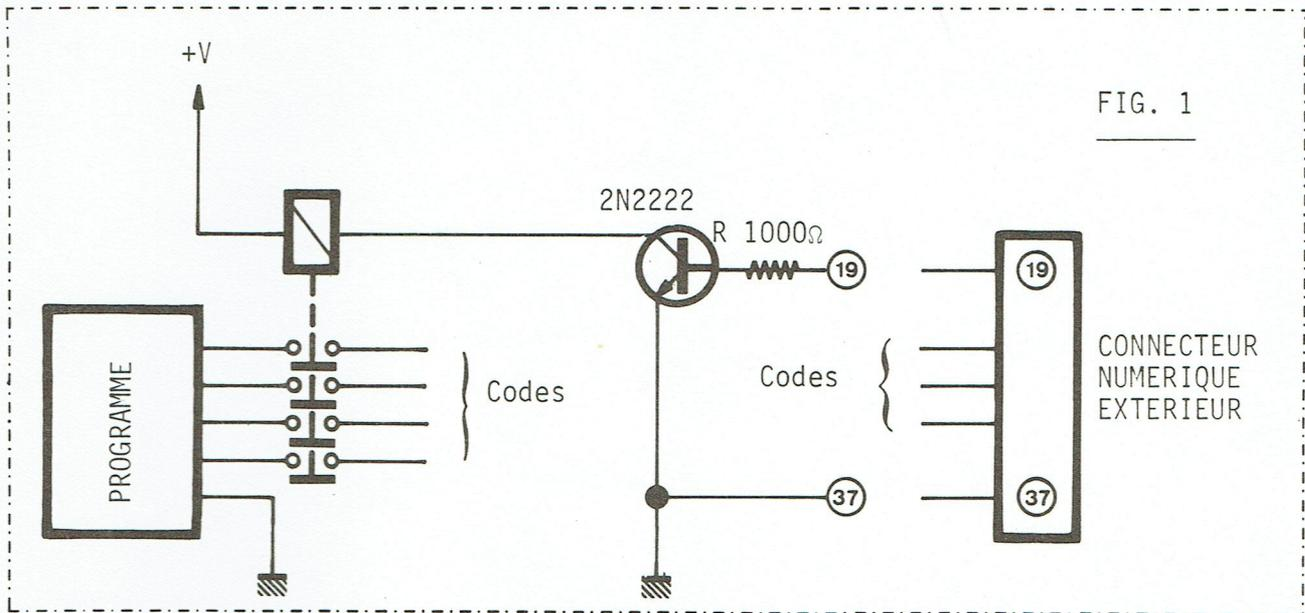 +V
FIG. 1
2N2222
R 1000Ω
19
19
PROGRAMME
Codes
Codes
CONNECTEUR
NUMERIQUE
EXTERIEUR
37
37